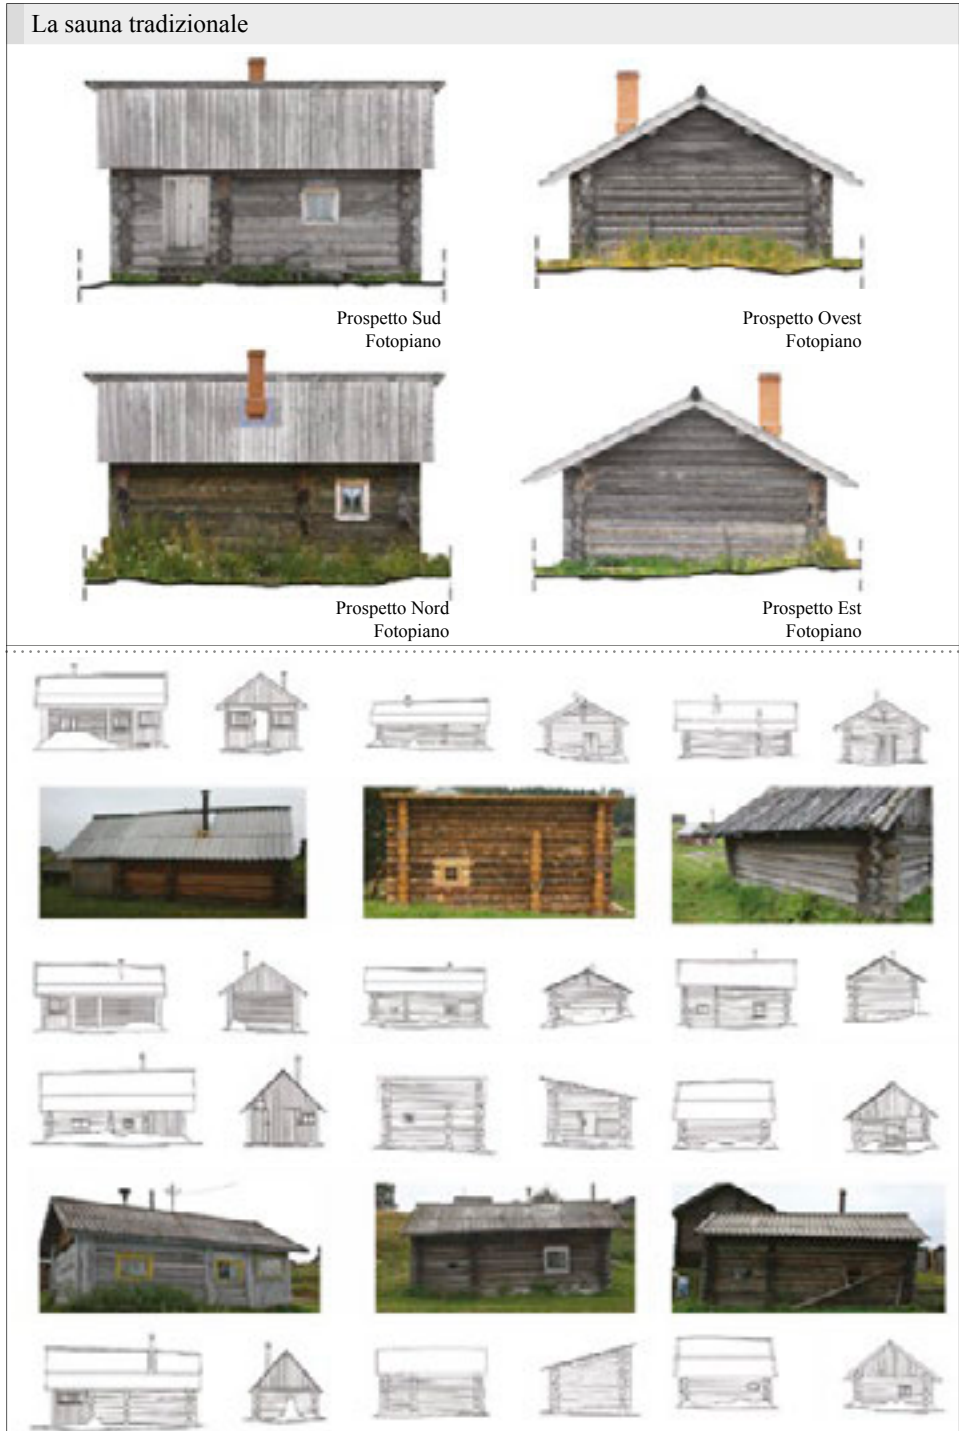 La sauna tradizionale
Prospetto Sud
Fotopiano
Prospetto Ovest
Fotopiano
Prospetto Nord
Fotopiano
Prospetto Est
Fotopiano